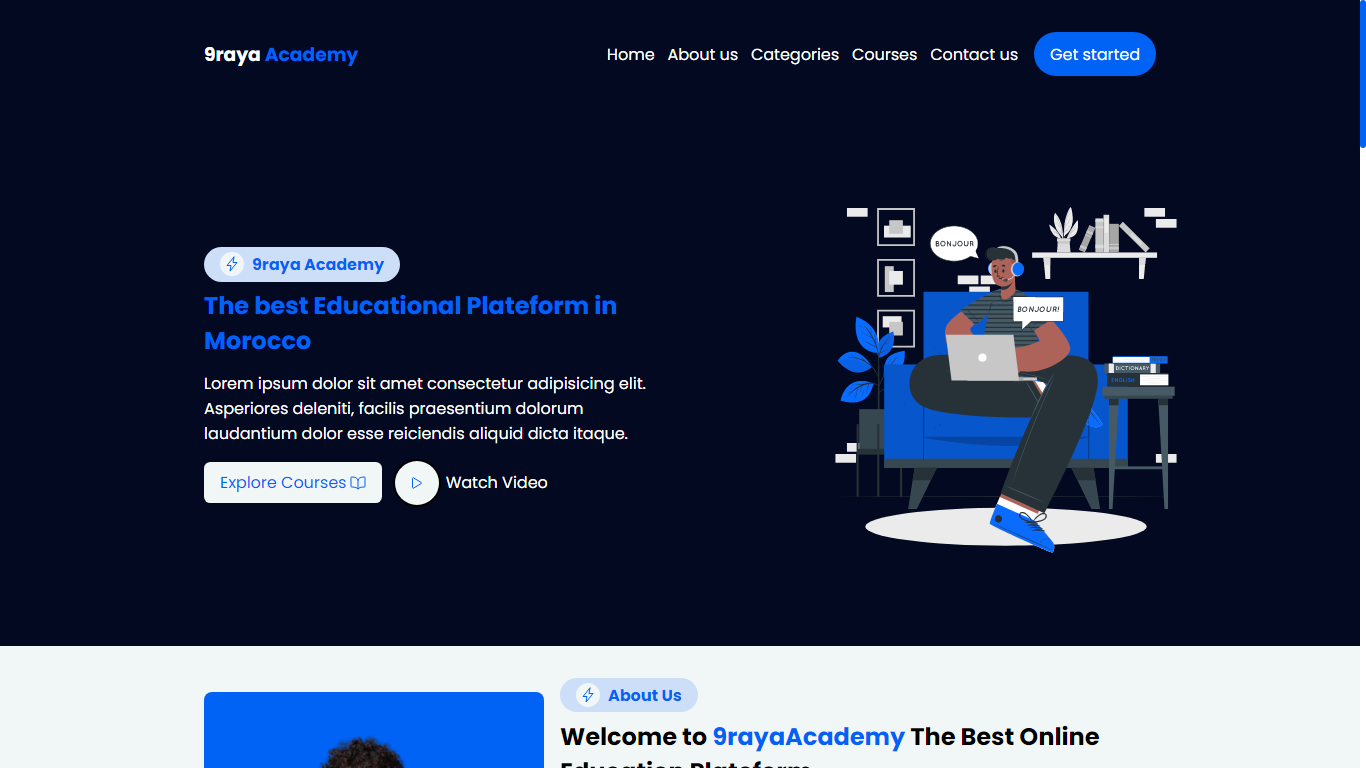 9raya Academy
Home About us Categories Courses Contact us Get started
9raya Academy
The best Educational Plateform in
Morocco
Lorem ipsum dolor sit amet consectetur adipisicing elit.
Asperiores deleniti, facilis praesentium dolorum
laudantium dolor esse reiciendis aliquid dicta itaque.
Explore Courses Watch Video
BONJOUR
BONJOUR!
DICTIONARY
ENGLISH
About Us
Welcome to 9rayaAcademy The Best Online
Education Plateform